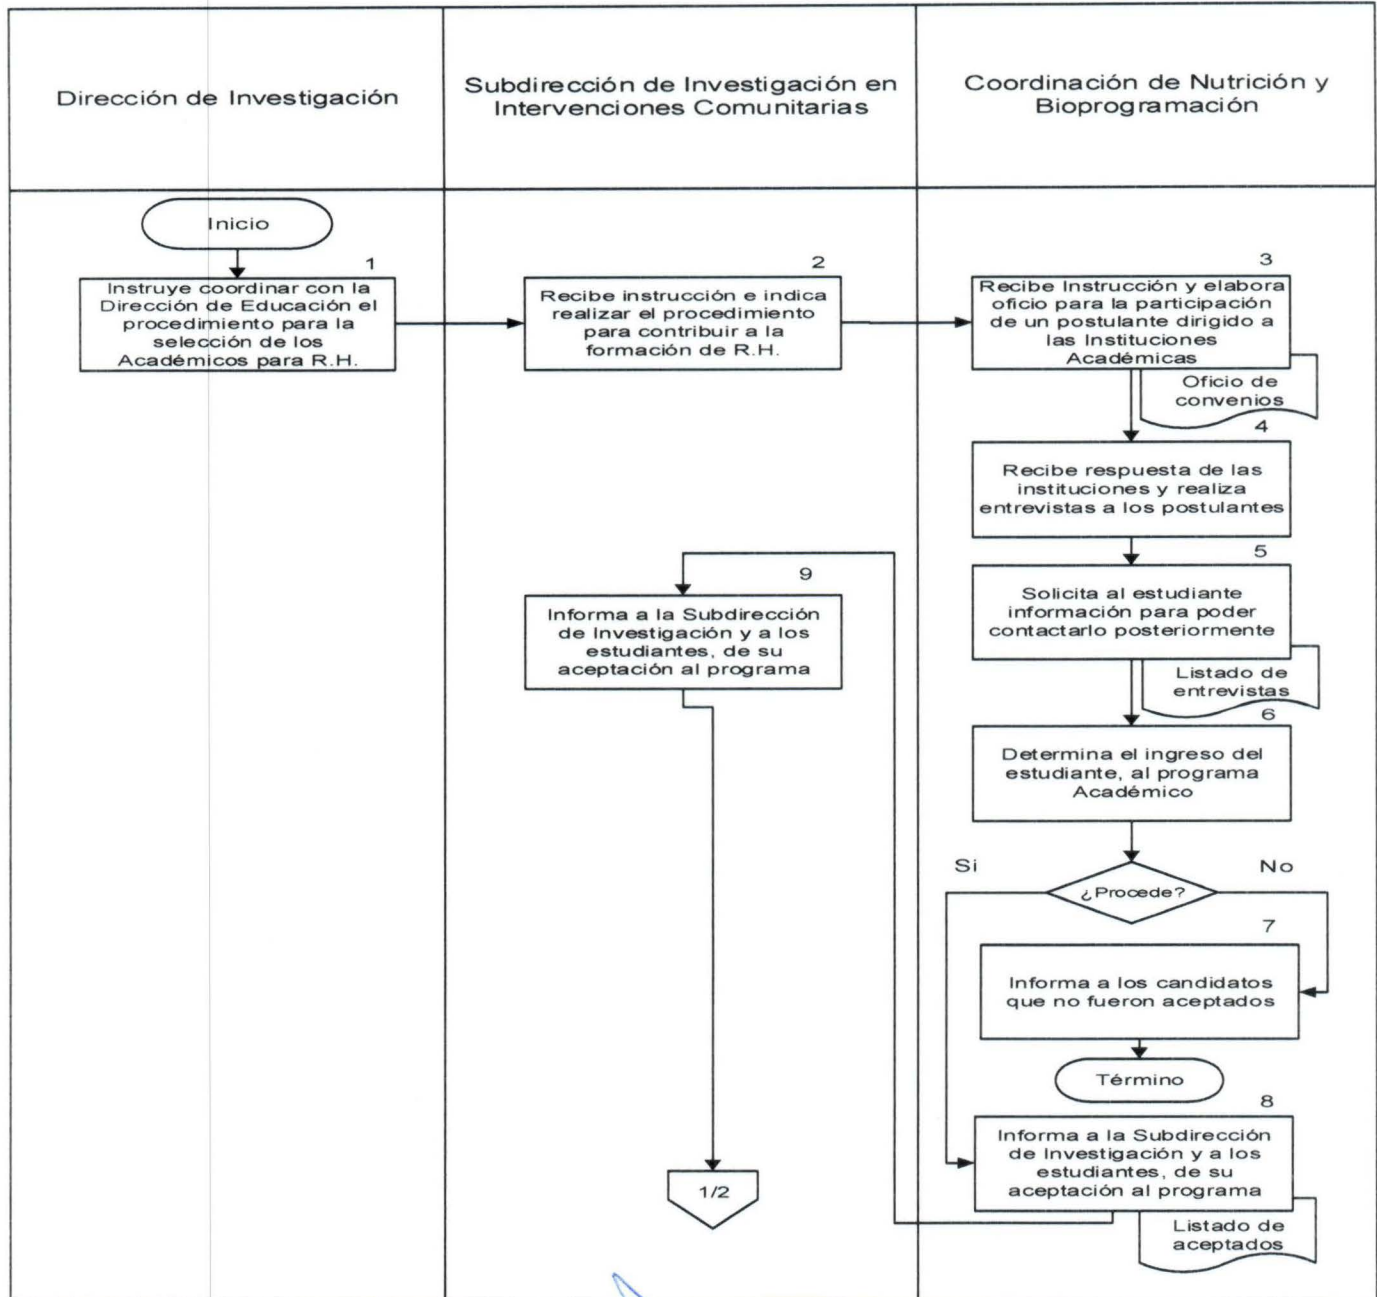 Dirección de Investigación
Subdirección de Investigación en
Intervenciones Comunitarias
Coordinación de Nutrición y
Bioprogramación
Inicio
1
Instruye coordinar con la
Dirección de Educación el
procedimiento para la
selección de los
Académicos para R.H.
2
Recibe instrucción e indica
realizar el procedimiento
para contribuir a la
formación de R.H.
3
Recibe Instrucción y elabora
oficio para la participación
de un postulante dirigido a
las Instituciones
Académicas
Oficio de
convenios
4
Recibe respuesta de las
instituciones y realiza
entrevistas a los postulantes
5
Solicita al estudiante
información para poder
contactarlo posteriormente
Listado de
entrevistas
6
Determina el ingreso del
estudiante, al programa
Académico
¿Procede?
Si
No
7
Informa a los candidatos
que no fueron aceptados
Término
8
Informa a la Subdirección
de Investigación y a los
estudiantes, de su
aceptación al programa
Listado de
aceptados
9
Informa a la Subdirección
de Investigación y a los
estudiantes, de su
aceptación al programa
1/2